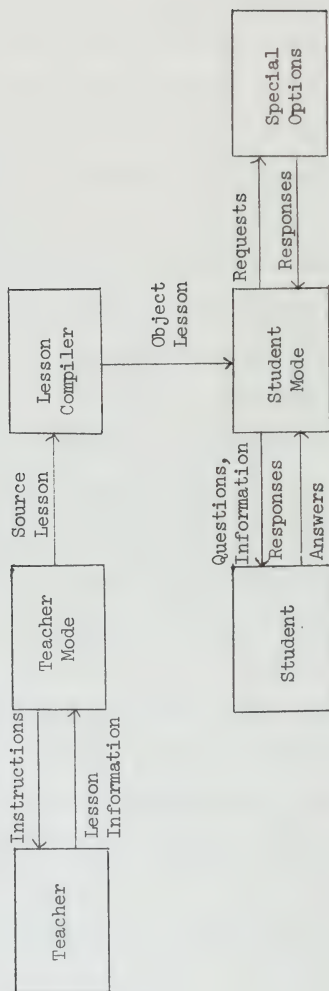 Teacher
Instructions
Lesson
Information
Teacher
Mode
Source
Lesson
Lesson
Compiler
Object
Lesson
Student
Questions,
Information
Responses
Answers
Student
Mode
Requests
Responses
Special
Options